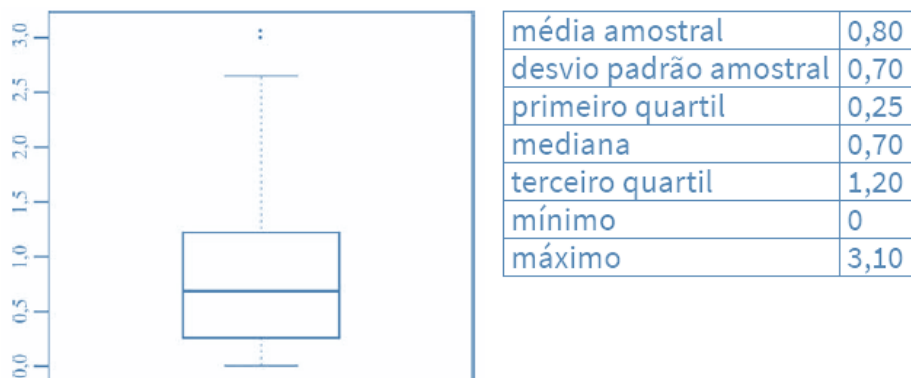 3,0
2,5
2,0
1,5
1,0
0,5
0,0
média amostral 0,80
desvio padrão amostral 0,70
primeiro quartil 0,25
mediana 0,70
terceiro quartil 1,20
mínimo 0
máximo 3,10